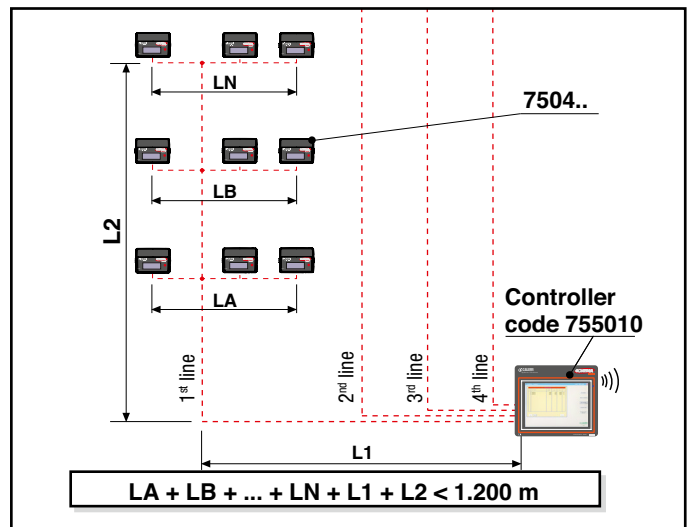 LN
7504..
LB
L2
LA
Controller
code 755010
1st line
2nd line
3rd line
4th line
L1
LA + LB + ... + LN + L1 + L2 < 1.200 m